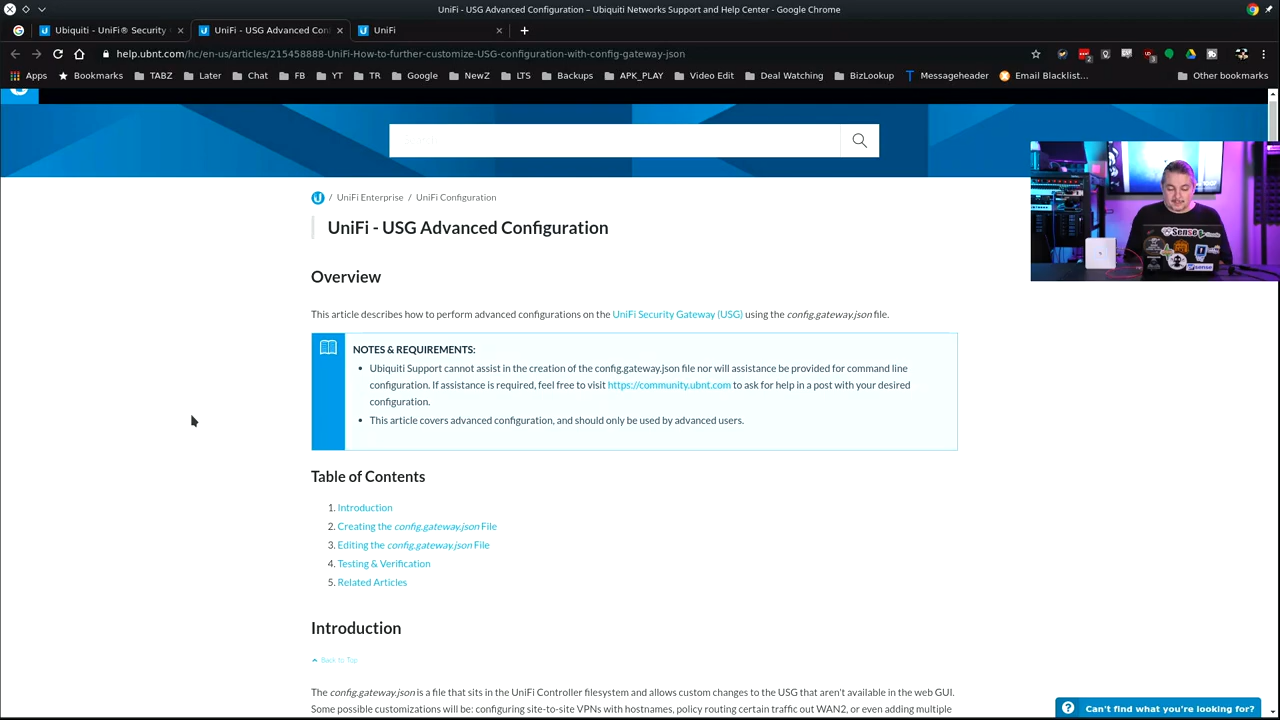 UniFi - USG Advanced Configuration – Ubiquiti Networks Support and Help Center - Google Chrome
Ubiquiti - UniFi® Security
UniFi - USG Advanced Con
UniFi
help.ubnt.com/hc/en-us/articles/215458888-UniFi-How-to-further-customize-USG-configuration-with-config-gateway-json
Apps Bookmarks TABZ Later Chat FB YT TR Google NewZ LTS Backups APK_PLAY Video Edit Deal Watching BizLookup Messageheader Email Blacklist... Other bookmarks
Search
/ UniFi Enterprise / UniFi Configuration
UniFi - USG Advanced Configuration
Overview
This article describes how to perform advanced configurations on the UniFi Security Gateway (USG) using the config.gateway.json file.
NOTES & REQUIREMENTS:
• Ubiquiti Support cannot assist in the creation of the config.gateway.json file nor will assistance be provided for command line
configuration. If assistance is required, feel free to visit https://community.ubnt.com to ask for help in a post with your desired
configuration.
• This article covers advanced configuration, and should only be used by advanced users.
Table of Contents
1. Introduction
2. Creating the config.gateway.json File
3. Editing the config.gateway.json File
4. Testing & Verification
5. Related Articles
Introduction
Back to Top
The config.gateway.json is a file that sits in the UniFi Controller filesystem and allows custom changes to the USG that aren't available in the web GUI.
Some possible customizations will be: configuring site-to-site VPNs with hostnames, policy routing certain traffic out WAN2, or even adding multiple
Can't find what you're looking for?